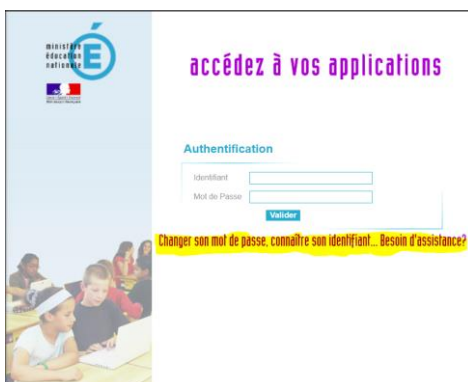 ministère
éducation
nationale
accédez à vos applications
Authentification
Identifiant
Mot de Passe
Valider
Changer son mot de passe, connaître son identifiant... Besoin d'assistance?